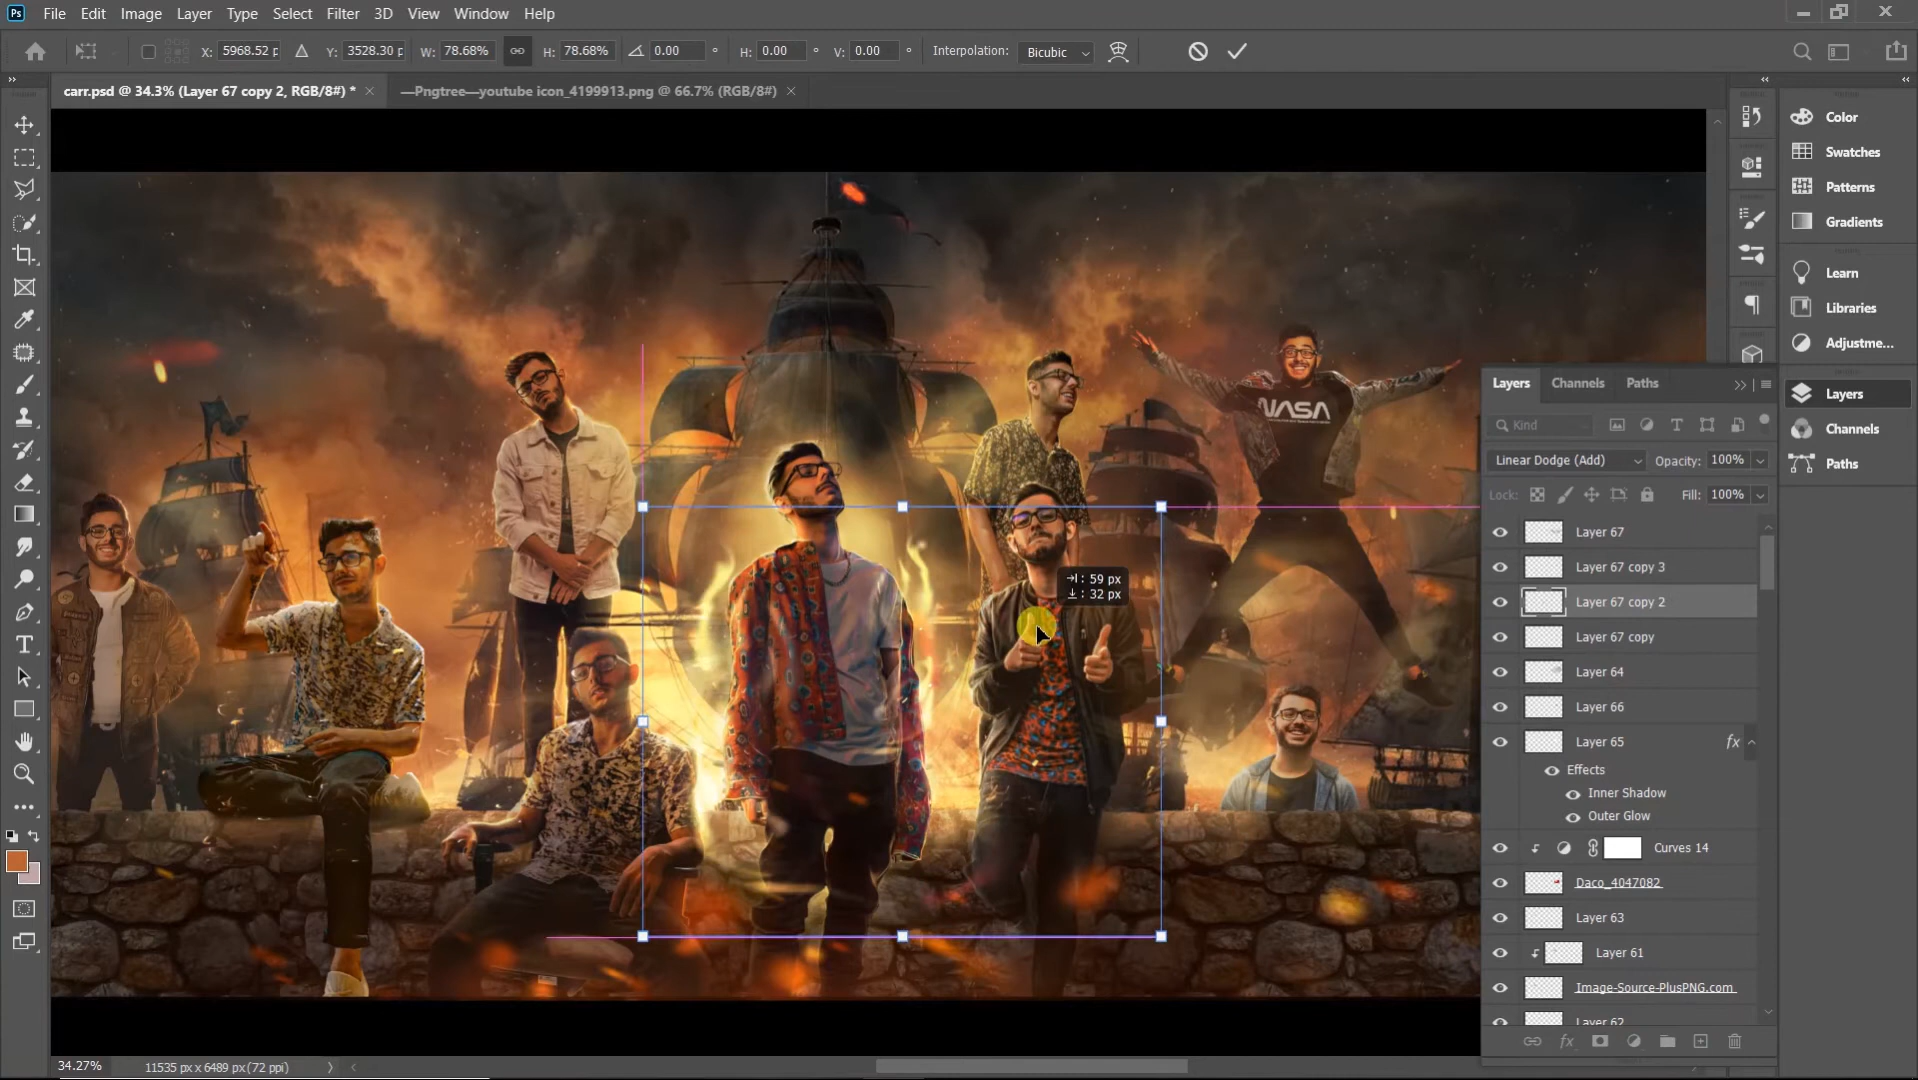 Ps File Edit Image Layer Type Select Filter 3D View Window Help
X: 5968.52 p Y: 3528.30 p W: 78.68% H: 78.68% 0.00 ° H: 0.00 ° V: 0.00 ° Interpolation: Bicubic
carr.psd @ 34.3% (Layer 67 copy 2, RGB/8#) * —Pngtree—youtube icon_4199913.png @ 66.7% (RGB/8#)
Color
Swatches
Patterns
Gradients
Learn
Libraries
Adjustme...
Layers
Channels
Paths
Layers Channels Paths
Kind
Linear Dodge (Add) Opacity: 100%
Lock: Fill: 100%
Layer 67
Layer 67 copy 3
Layer 67 copy 2
Layer 67 copy
Layer 64
Layer 66
Layer 65 fx
Effects
Inner Shadow
Outer Glow
Curves 14
Daco_4047082
Layer 63
Layer 61
Image-Source-PlusPNG.com
Layer 62
fx
NASA
: 59 px
: 32 px
T
34.27% 11535 px x 6489 px (72 ppi)